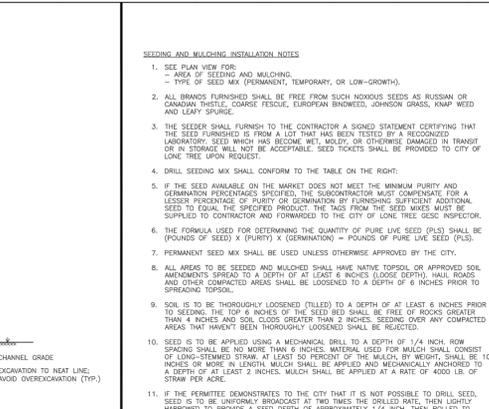 SEEDING AND MULCHING INSTALLATION NOTES
1. SEE PLAN VIEW FOR:
– AREA OF SEEDING AND MULCHING.
– TYPE OF SEED MIX (PERMANENT, TEMPORARY, OR LOW–GROWTH).
2. ALL BRANDS FURNISHED SHALL BE FREE FROM SUCH NOXIOUS SEEDS AS RUSSIAN OR
CANADIAN THISTLE, COARSE FESCUE, EUROPEAN BINDWEED, JOHNSON GRASS, KNAP WEED
AND LEAFY SPURGE.
3. THE SEEDER SHALL FURNISH TO THE CONTRACTOR A SIGNED STATEMENT CERTIFYING THAT
THE SEED FURNISHED IS FROM A LOT THAT HAS BEEN TESTED BY A RECOGNIZED
LABORATORY. SEED WHICH HAS BECOME WET, MOLDY, OR OTHERWISE DAMAGED IN TRANSIT
OR IN STORAGE WILL NOT BE ACCEPTABLE. SEED TICKETS SHALL BE PROVIDED TO CITY OF
LONE TREE UPON REQUEST.
4. DRILL SEEDING MIX SHALL CONFORM TO THE TABLE ON THE RIGHT:
5. IF THE SEED AVAILABLE ON THE MARKET DOES NOT MEET THE MINIMUM PURITY AND
GERMINATION PERCENTAGES SPECIFIED, THE SUBCONTRACTOR MUST COMPENSATE FOR A
LESSER PERCENTAGE OF PURITY OR GERMINATION BY FURNISHING SUFFICIENT ADDITIONAL
SEED TO EQUAL THE SPECIFIED PRODUCT. THE TAGS FROM THE SEED MIXES MUST BE
SUPPLIED TO CONTRACTOR AND FORWARDED TO THE CITY OF LONE TREE GESC INSPECTOR.
6. THE FORMULA USED FOR DETERMINING THE QUANTITY OF PURE LIVE SEED (PLS) SHALL BE
(POUNDS OF SEED) X (PURITY) X (GERMINATION) = POUNDS OF PURE LIVE SEED (PLS).
7. PERMANENT SEED MIX SHALL BE USED UNLESS OTHERWISE APPROVED BY THE CITY.
8. ALL AREAS TO BE SEEDED AND MULCHED SHALL HAVE NATIVE TOPSOIL OR APPROVED SOIL
AMENDMENTS SPREAD TO A DEPTH OF AT LEAST 6 INCHES (LOOSE DEPTH). HAUL ROADS
AND OTHER COMPACTED AREAS SHALL BE LOOSENED TO A DEPTH OF 6 INCHES PRIOR TO
SPREADING TOPSOIL.
9. SOIL IS TO BE THOROUGHLY LOOSENED (TILLED) TO A DEPTH OF AT LEAST 6 INCHES PRIOR
TO SEEDING. THE TOP 6 INCHES OF THE SEED BED SHALL BE FREE OF ROCKS GREATER
THAN 4 INCHES AND SOIL CLODS GREATER THAN 2 INCHES. SEEDING OVER ANY COMPACTED
AREAS THAT HAVEN'T BEEN THOROUGHLY LOOSENED SHALL BE REJECTED.
10. SEED IS TO BE APPLIED USING A MECHANICAL DRILL TO A DEPTH OF 1/4 INCH. ROW
SPACING SHALL BE NO MORE THAN 6 INCHES. MATERIAL USED FOR MULCH SHALL CONSIST
OF LONG–STEMMED STRAW. AT LEAST 50 PERCENT OF THE MULCH, BY WEIGHT, SHALL BE 10
INCHES OR MORE IN LENGTH. MULCH SHALL BE APPLIED AND MECHANICALLY ANCHORED TO
A DEPTH OF AT LEAST 2 INCHES. MULCH SHALL BE APPLIED AT A RATE OF 4000 LB. OF
STRAW PER ACRE.
11. IF THE PERMITTEE DEMONSTRATES TO THE CITY THAT IT IS NOT POSSIBLE TO DRILL SEED,
SEED IS TO BE UNIFORMLY BROADCAST AT TWO TIMES THE DRILLED RATE, THEN LIGHTLY
HARROWED TO PROVIDE A SEED DEPTH OF APPROXIMATELY 1/4 INCH, THEN ROLLED TO
CHANNEL GRADE
EXCAVATION TO NEAT LINE;
AVOID OVEREXCAVATION (TYP.)